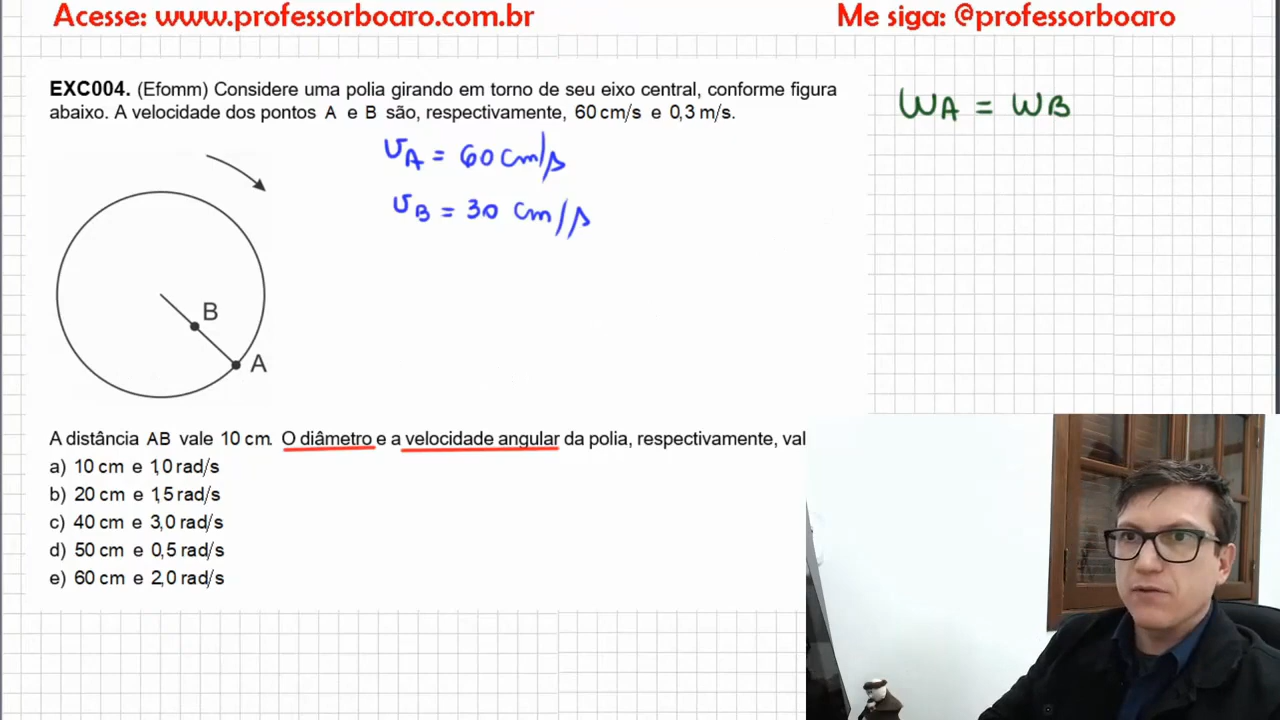 Acesse: www.professorboaro.com.br
Me siga: @professorboaro
EXC004. (Efomm) Considere uma polia girando em torno de seu eixo central, conforme figura
abaixo. A velocidade dos pontos A e B são, respectivamente, 60 cm/s e 0,3 m/s.
ωA = ωB
vA = 60 cm/s
vB = 30 cm/s
B
A
A distância AB vale 10 cm. O diâmetro e a velocidade angular da polia, respectivamente, val
a) 10 cm e 1,0 rad/s
b) 20 cm e 1,5 rad/s
c) 40 cm e 3,0 rad/s
d) 50 cm e 0,5 rad/s
e) 60 cm e 2,0 rad/s